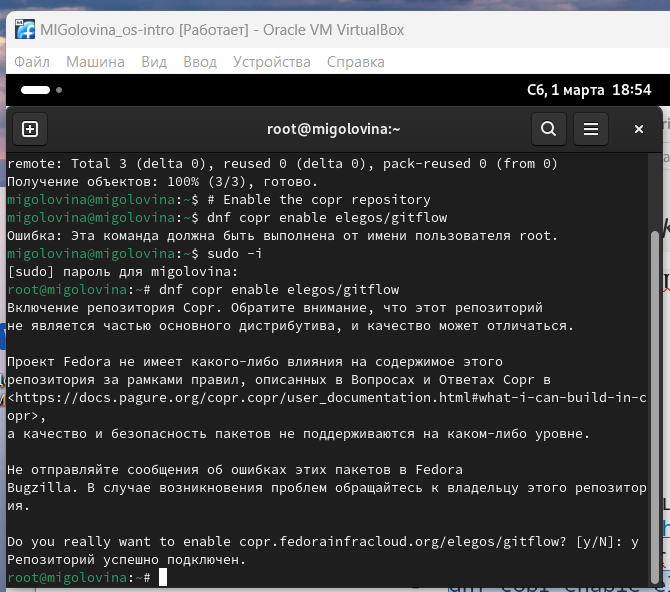 MIGolovina_os-intro [Работает] - Oracle VM VirtualBox
Файл Машина Вид Ввод Устройства Справка
Сб, 1 марта 18:54
root@migolovina:~
remote: Total 3 (delta 0), reused 0 (delta 0), pack-reused 0 (from 0)
Получение объектов: 100% (3/3), готово.
migolovina@migolovina:~$ # Enable the copr repository
migolovina@migolovina:~$ dnf copr enable elegos/gitflow
Ошибка: Эта команда должна быть выполнена от имени пользователя root.
migolovina@migolovina:~$ sudo -i
[sudo] пароль для migolovina:
root@migolovina:~# dnf copr enable elegos/gitflow
Включение репозитория Copr. Обратите внимание, что этот репозиторий
не является частью основного дистрибутива, и качество может отличаться.
Проект Fedora не имеет какого-либо влияния на содержимое этого
репозитория за рамками правил, описанных в Вопросах и Ответах Copr в
<https://docs.pagure.org/copr.copr/user_documentation.html#what-i-can-build-in-c
opr>,
а качество и безопасность пакетов не поддерживаются на каком-либо уровне.
Не отправляйте сообщения об ошибках этих пакетов в Fedora
Bugzilla. В случае возникновения проблем обращайтесь к владельцу этого репозитор
ия.
Do you really want to enable copr.fedorainfracloud.org/elegos/gitflow? [y/N]: y
Репозиторий успешно подключен.
root@migolovina:~#